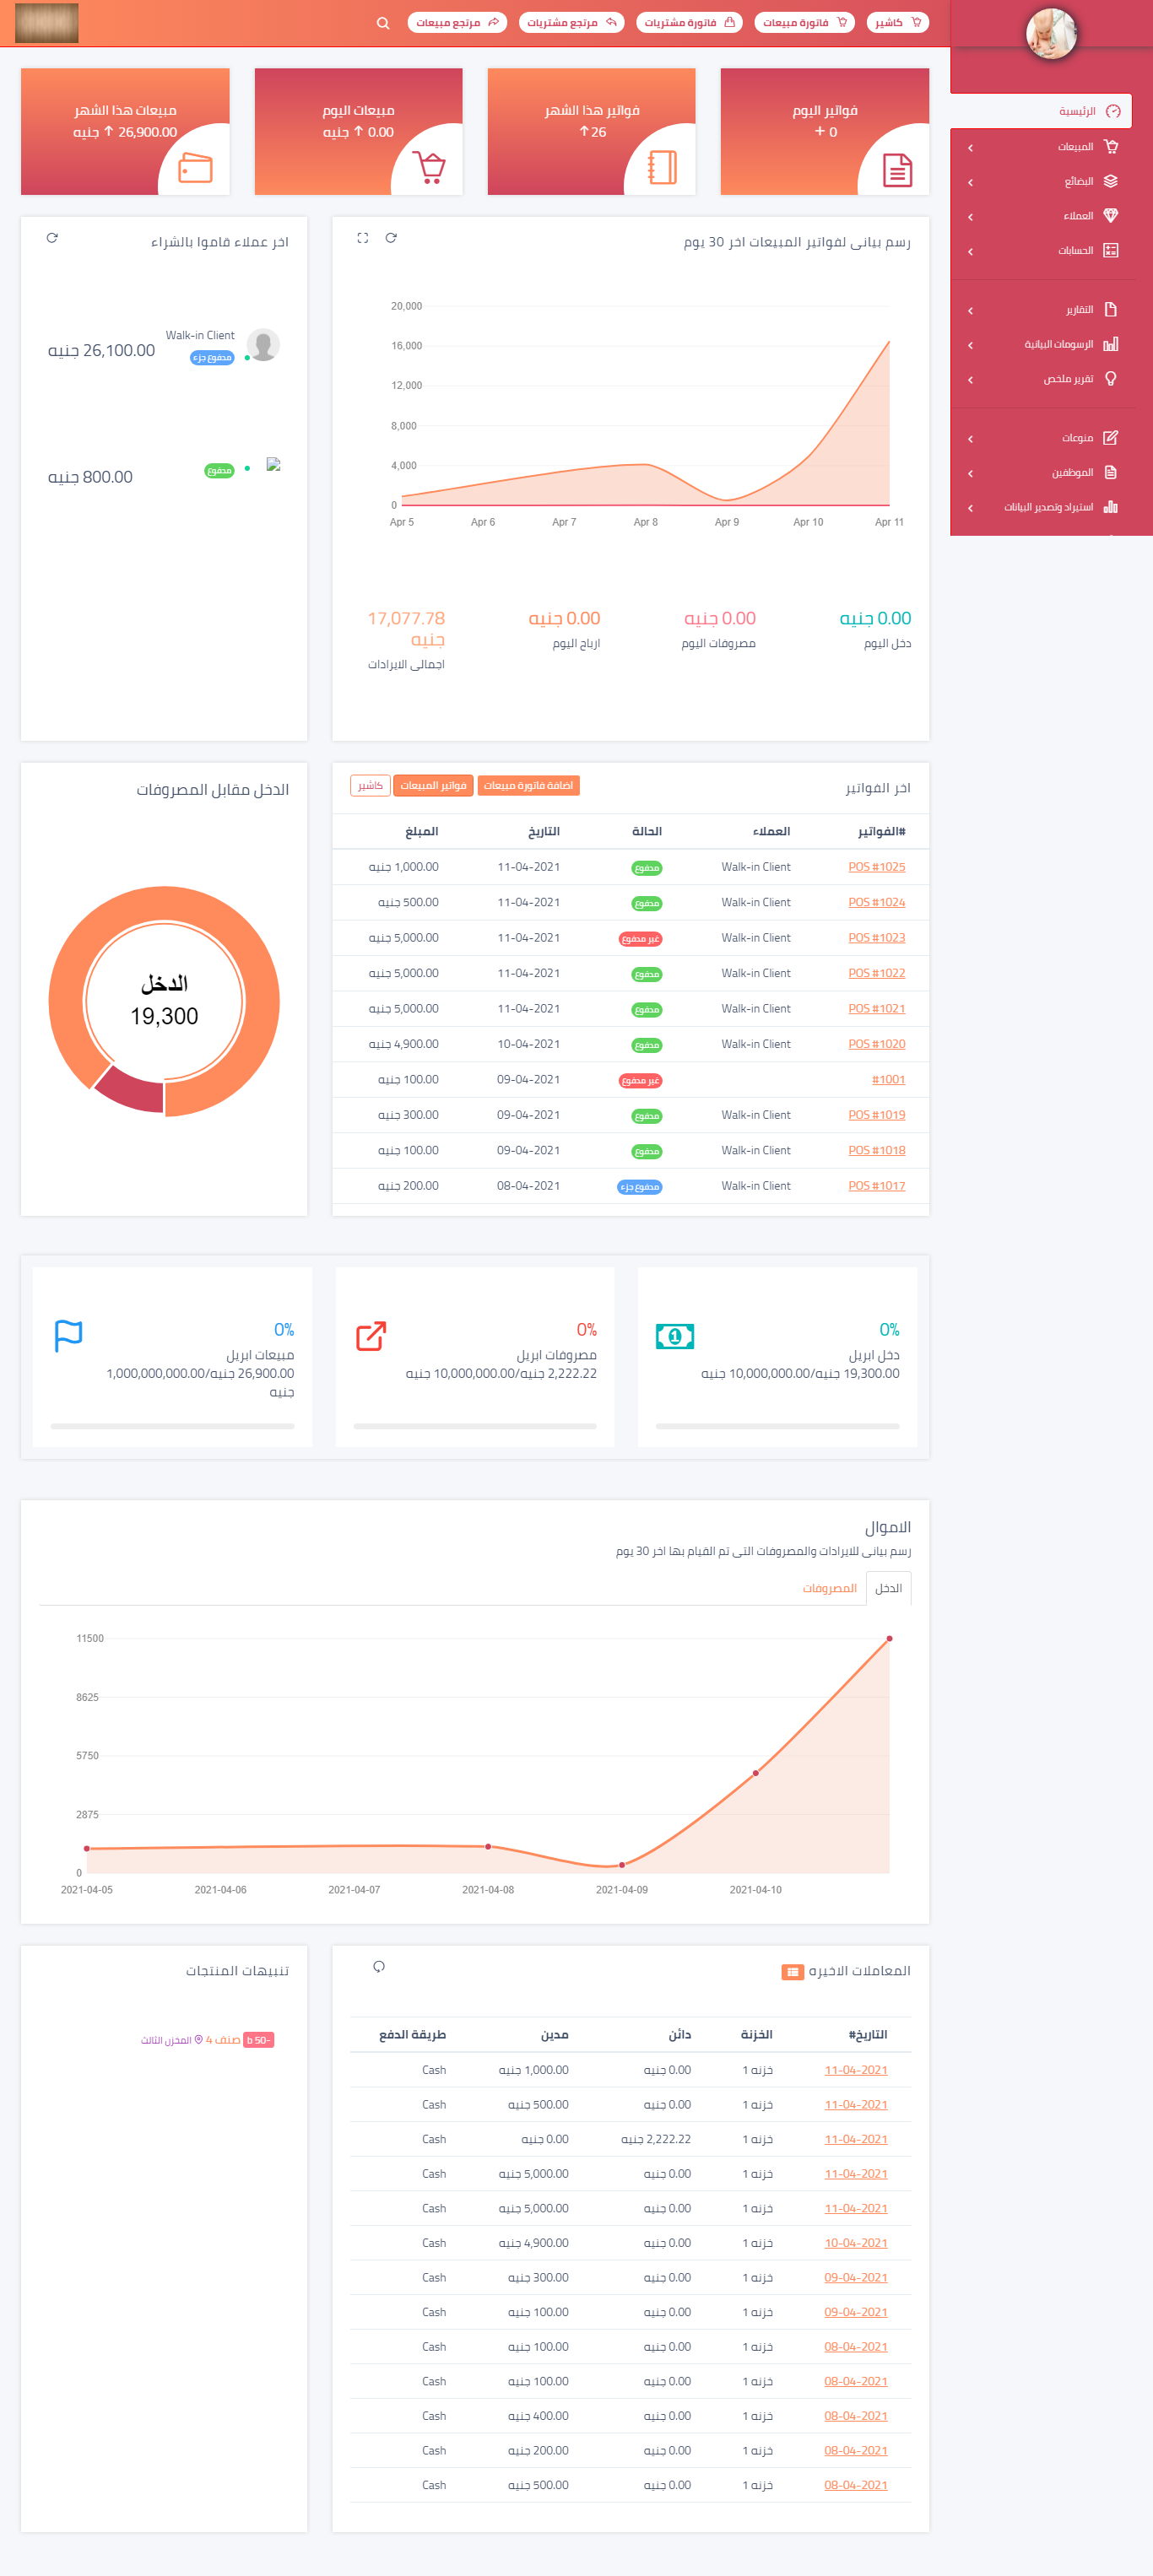 كاشير
فاتورة مبيعات
فاتورة مشتريات
مرتجع مشتريات
مرتجع مبيعات
الرئيسية
المبيعات
البضائع
العملاء
الحسابات
التقارير
الرسومات البيانية
تقرير ملخص
منوعات
الموظفين
استيراد وتصدير البيانات
فواتير اليوم
0 +
فواتير هذا الشهر
26
مبيعات اليوم
0.00 جنيه
مبيعات هذا الشهر
26,900.00 جنيه
رسم بيانى لفواتير المبيعات اخر 30 يوم
20,000
16,000
12,000
8,000
4,000
0
Apr 5 Apr 6 Apr 7 Apr 8 Apr 9 Apr 10 Apr 11
0.00 جنيه
دخل اليوم
0.00 جنيه
مصروفات اليوم
0.00 جنيه
ارباح اليوم
17,077.78
جنيه
اجمالى الايرادات
اخر عملاء قاموا بالشراء
Walk-in Client
مدفوع جزء
26,100.00 جنيه
مدفوع
800.00 جنيه
اخر الفواتير
اضافة فاتورة مبيعات فواتير المبيعات كاشير
#الفواتير العملاء الحالة التاريخ المبلغ
POS #1025 Walk-in Client مدفوع 11-04-2021 1,000.00 جنيه
POS #1024 Walk-in Client مدفوع 11-04-2021 500.00 جنيه
POS #1023 Walk-in Client غير مدفوع 11-04-2021 5,000.00 جنيه
POS #1022 Walk-in Client مدفوع 11-04-2021 5,000.00 جنيه
POS #1021 Walk-in Client مدفوع 11-04-2021 5,000.00 جنيه
POS #1020 Walk-in Client مدفوع 10-04-2021 4,900.00 جنيه
#1001 غير مدفوع 09-04-2021 100.00 جنيه
POS #1019 Walk-in Client مدفوع 09-04-2021 300.00 جنيه
POS #1018 Walk-in Client مدفوع 09-04-2021 100.00 جنيه
POS #1017 Walk-in Client مدفوع جزء 08-04-2021 200.00 جنيه
الدخل مقابل المصروفات
الدخل
19,300
0%
دخل ابريل
19,300.00 جنيه/10,000,000.00 جنيه
0%
مصروفات ابريل
2,222.22 جنيه/10,000,000.00 جنيه
0%
مبيعات ابريل
26,900.00 جنيه/1,000,000,000.00
جنيه
الاموال
رسم بيانى للايرادات والمصروفات التى تم القيام بها اخر 30 يوم
الدخل المصروفات
11500
8625
5750
2875
0
2021-04-05 2021-04-06 2021-04-07 2021-04-08 2021-04-09 2021-04-10
المعاملات الاخيره
التاريخ# الخزنة دائن مدين طريقة الدفع
11-04-2021 خزنه 1 0.00 جنيه 1,000.00 جنيه Cash
11-04-2021 خزنه 1 0.00 جنيه 500.00 جنيه Cash
11-04-2021 خزنه 1 2,222.22 جنيه 0.00 جنيه Cash
11-04-2021 خزنه 1 0.00 جنيه 5,000.00 جنيه Cash
11-04-2021 خزنه 1 0.00 جنيه 5,000.00 جنيه Cash
10-04-2021 خزنه 1 0.00 جنيه 4,900.00 جنيه Cash
09-04-2021 خزنه 1 0.00 جنيه 300.00 جنيه Cash
09-04-2021 خزنه 1 0.00 جنيه 100.00 جنيه Cash
08-04-2021 خزنه 1 0.00 جنيه 100.00 جنيه Cash
08-04-2021 خزنه 1 0.00 جنيه 100.00 جنيه Cash
08-04-2021 خزنه 1 0.00 جنيه 400.00 جنيه Cash
08-04-2021 خزنه 1 0.00 جنيه 200.00 جنيه Cash
08-04-2021 خزنه 1 0.00 جنيه 500.00 جنيه Cash
تنبيهات المنتجات
-50 b صنف 4 المخزن الثالث